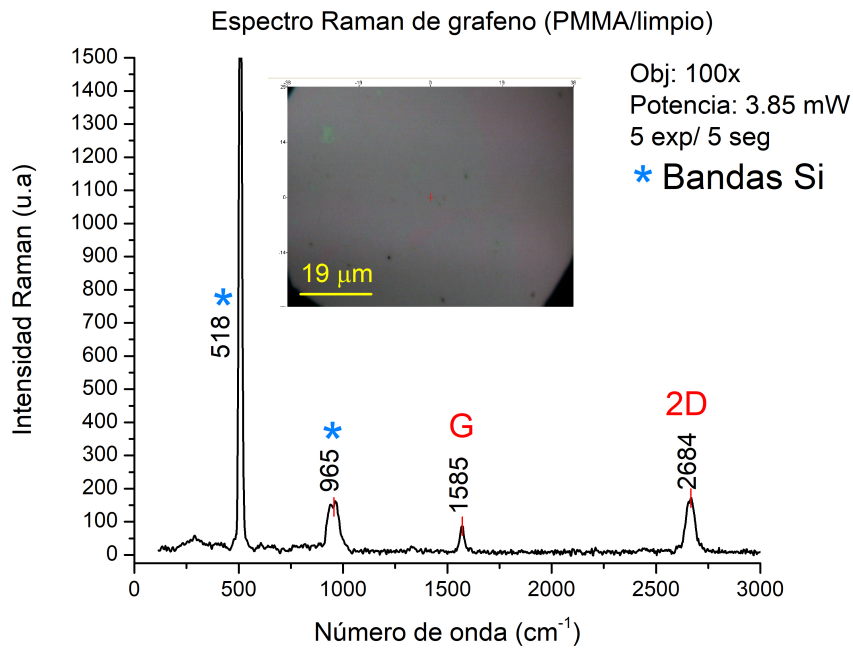 Espectro Raman de grafeno (PMMA/limpio)
Obj: 100x
Potencia: 3.85 mW
5 exp/ 5 seg
* Bandas Si
Intensidad Raman (u.a)
1500
1400
1300
1200
1100
1000
900
800
700
600
500
400
300
200
100
0
19 μm
*
518
*
965
G
1585
2D
2684
0
500
1000
1500
2000
2500
3000
Número de onda (cm⁻¹)